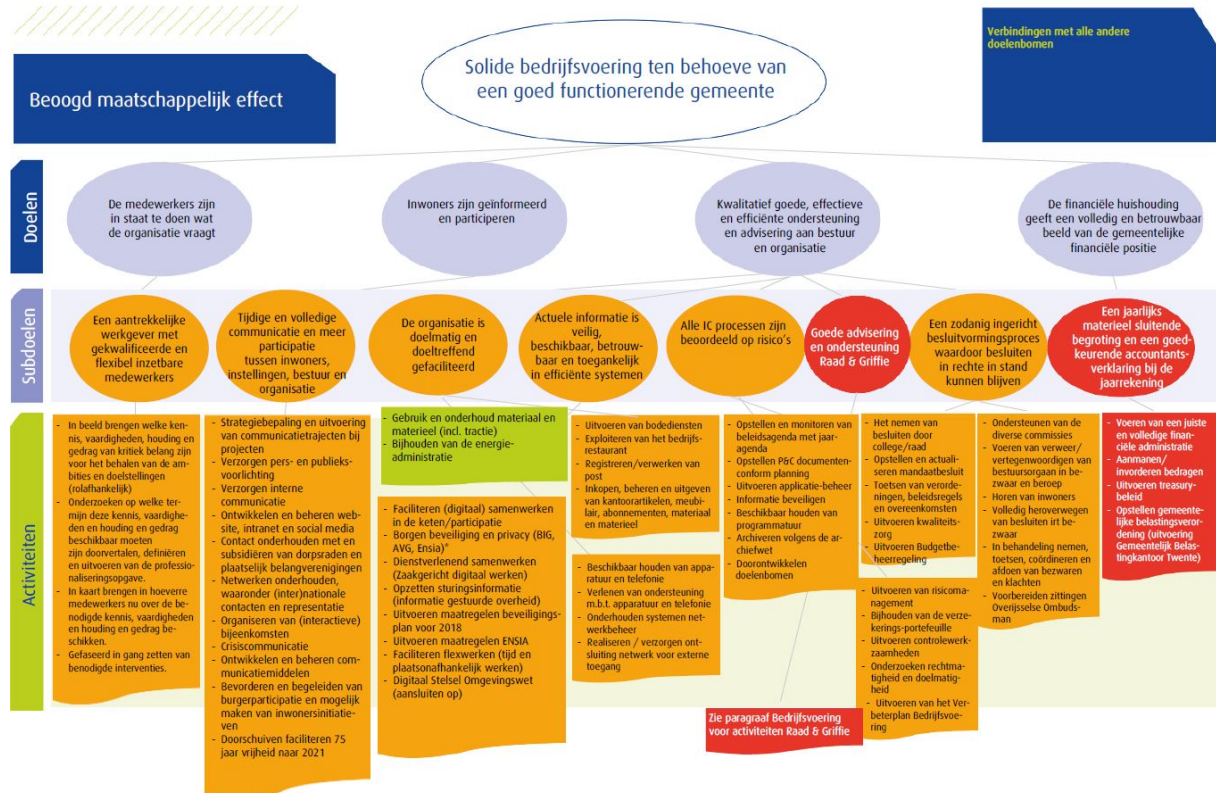 Beoogd maatschappelijk effect
Solide bedrijfsvoering ten behoeve van
een goed functionerende gemeente
Verbindingen met alle andere
doelenbomen
Doelen
De medewerkers zijn
in staat te doen wat
de organisatie vraagt
Inwoners zijn geïnformeerd
en participeren
Kwalitatief goede, effectieve
en efficiënte ondersteuning
en advisering aan bestuur
en organisatie
De financiële huishouding
geeft een volledig en betrouwbaar
beeld van de gemeentelijke
financiële positie
Subdoelen
Een aantrekkelijke
werkgever met
gekwalificeerde en
flexibel inzetbare
medewerkers
Tijdige en volledige
communicatie en meer
participatie
tussen inwoners,
instellingen, bestuur en
organisatie
De organisatie is
doelmatig en
doeltreffend
gefaciliteerd
Actuele informatie is
veilig,
beschikbaar, betrouw-
baar en toegankelijk
in efficiënte systemen
Alle IC processen zijn
beoordeeld op risico's
Goede advisering
en ondersteuning
Raad & Griffie
Een zodanig ingericht
besluitvormingsproces
waardoor besluiten
in rechte in stand
kunnen blijven
Een jaarlijks
materieel sluitende
begroting en een goed-
keurende accountants-
verklaring bij de
jaarrekening
Activiteiten
- In beeld brengen welke ken-
nis, vaardigheden, houding en
gedrag van kritiek belang zijn
voor het behalen van de am-
bities en doelstellingen
(rolafhankelijk)
- Onderzoeken op welke ter-
mijn deze kennis, vaardighe-
den en houding en gedrag
beschikbaar moeten
zijn doorvertalen, definiëren
en uitvoeren van de professio-
naliseringsopgave.
- In kaart brengen in hoeverre
medewerkers nu over de be-
nodigde kennis, vaardigheden
en houding en gedrag be-
schikken.
- Gefaseerd in gang zetten van
benodigde interventies.
- Strategiebepaling en uitvoering
van communicatietrajecten bij
projecten
- Verzorgen pers- en publieks-
voorlichting
- Verzorgen interne
communicatie
- Ontwikkelen en beheren web-
site, intranet en social media
- Contact onderhouden met en
subsidiëren van dorpsraden en
plaatselijk belangverenigingen
- Netwerken onderhouden,
waaronder (inter)nationale
contacten en representatie
- Organiseren van (interactieve)
bijeenkomsten
- Crisiscommunicatie
- Ontwikkelen en beheren com-
municatiemiddelen
- Bevorderen en begeleiden van
burgerparticipatie en mogelijk
maken van inwonersinitiatie-
ven
- Doorschuiven faciliteren 75
jaar vrijheid naar 2021
- Gebruik en onderhoud materiaal en
materieel (incl. tractie)
- Bijhouden van de energie-
administratie
- Faciliteren (digitaal) samenwerken
in de keten/participatie
- Borgen beveiliging en privacy (BIG,
AVG, Ensia)*
- Dienstverlenend samenwerken
(Zaakgericht digitaal werken)
- Opzetten sturingsinformatie
(informatie gestuurde overheid)
- Uitvoeren maatregelen beveiligings-
plan voor 2018
- Uitvoeren maatregelen ENSIA
- Faciliteren flexwerken (tijd en
plaatsonafhankelijk werken)
- Digitaal Stelsel Omgevingswet
(aansluiten op)
- Uitvoeren van bodediensten
- Exploiteren van het bedrijfs-
restaurant
- Registreren/verwerken van
post
- Inkopen, beheren en uitgeven
van kantoorartikelen, meubi-
lair, abonnementen, materiaal
en materieel
- Beschikbaar houden van appa-
ratuur en telefonie
- Verlenen van ondersteuning
m.b.t. apparatuur en telefonie
- Onderhouden systemen net-
werkbeheer
- Realiseren / verzorgen ont-
sluiting netwerk voor externe
toegang
- Opstellen en monitoren van
beleidsagenda met jaar-
agenda
- Opstellen P&C documenten-
conform planning
- Uitvoeren applicatie-beheer
- Informatie beveiligen
- Beschikbaar houden van
programmatuur
- Archiveren volgens de ar-
chiefwet
- Doorontwikkelen
doelenbomen
Zie paragraaf Bedrijfsvoering
voor activiteiten Raad & Griffie
- Het nemen van
besluiten door
college/raad
- Opstellen en actuali-
seren mandaatbesluit
- Toetsen van verorde-
ningen, beleidsregels
en overeenkomsten
- Uitvoeren kwaliteits-
zorg
- Uitvoeren Budgetbe-
heerregeling
- Uitvoeren van risicoma-
nagement
- Bijhouden van de verze-
kerings-portefeuille
- Uitvoeren controlewerk-
zaamheden
- Onderzoeken rechtma-
tigheid en doelmatig-
heid
- Uitvoeren van het Ver-
beterplan Bedrijfsvoe-
ring
- Ondersteunen van de
diverse commissies
- Voeren van verweer/
vertegenwoordigen van
bestuursorgaan in be-
zwaar en beroep
- Horen van inwoners
- Volledig heroverwegen
van besluiten irt be-
zwaar
- In behandeling nemen,
toetsen, coördineren en
afdoen van bezwaren
en klachten
- Voorbereiden zittingen
Overijsselse Ombuds-
man
- Voeren van een juiste
en volledige financi-
ële administratie
- Aanmanen/
invorderen bedragen
- Uitvoeren treasury-
beleid
- Opstellen gemeente-
lijke belastingsveror-
dening (uitvoering
Gemeentelijk Belas-
tingkantoor Twente)